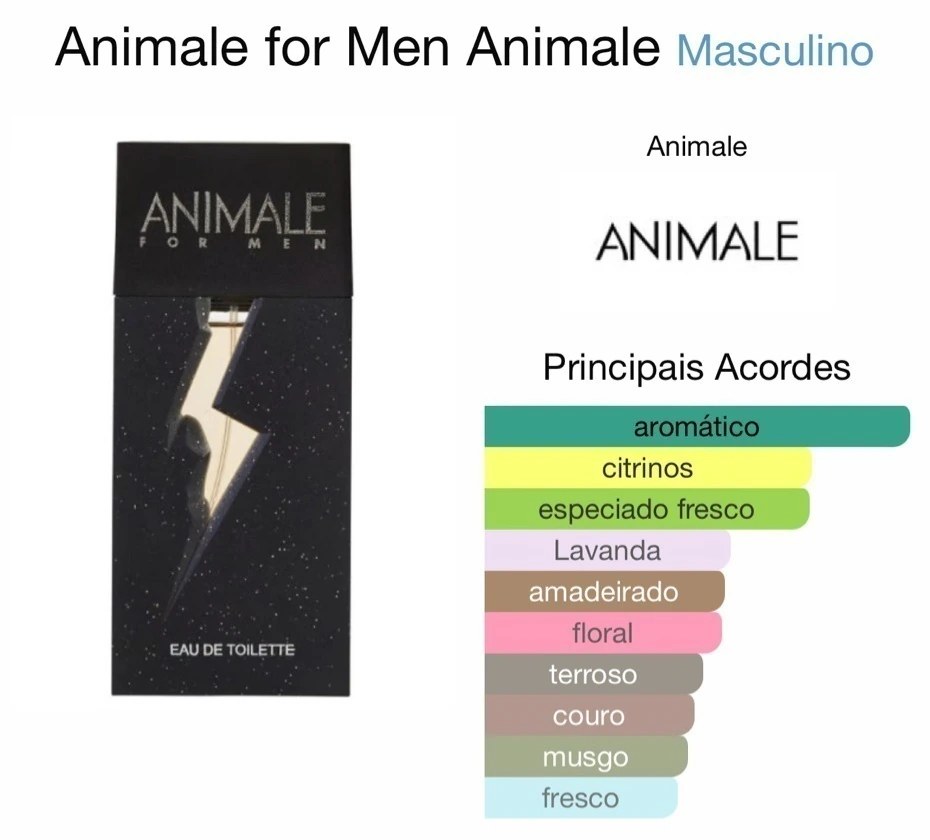 Animale for Men Animale Masculino
ANIMALE
FOR MEN
EAU DE TOILETTE
Animale
ANIMALE
Principais Acordes
aromático
citrinos
especiado fresco
Lavanda
amadeirado
floral
terroso
couro
musgo
fresco